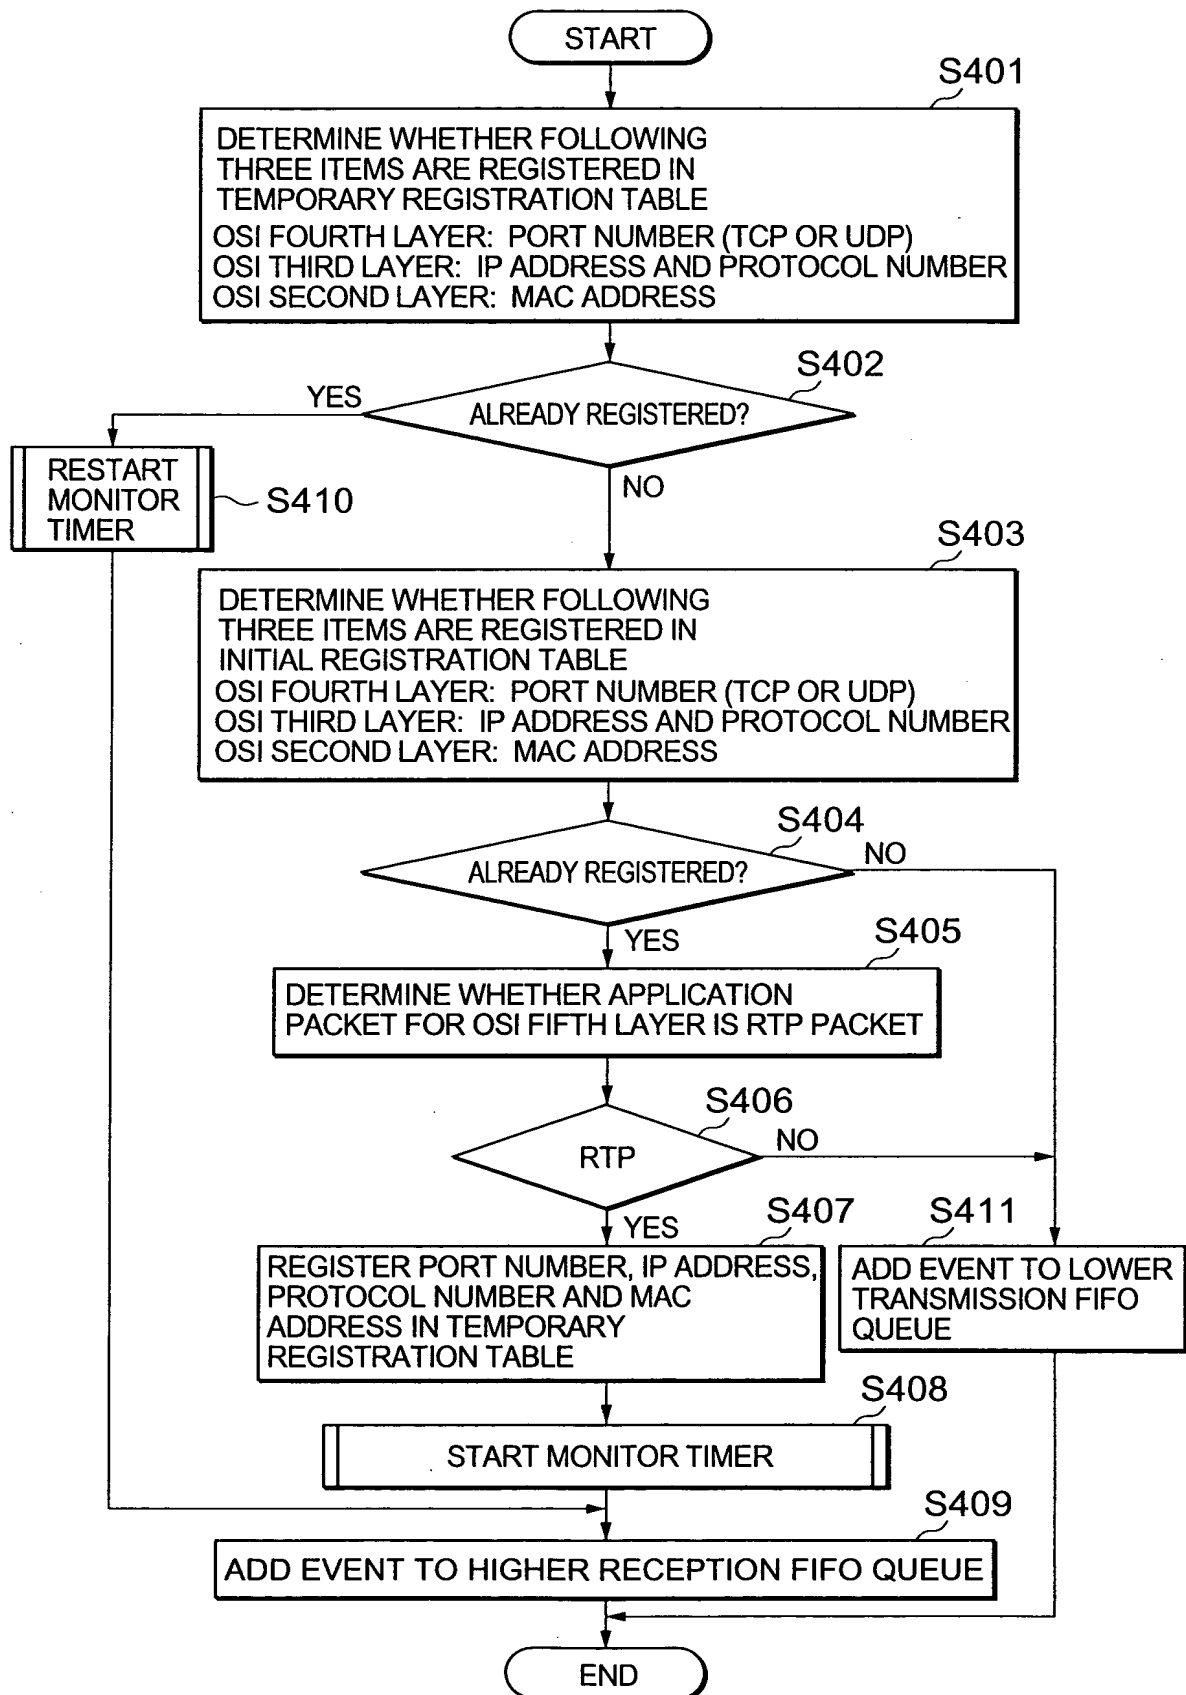 START
S401
DETERMINE WHETHER FOLLOWING
THREE ITEMS ARE REGISTERED IN
TEMPORARY REGISTRATION TABLE
OSI FOURTH LAYER: PORT NUMBER (TCP OR UDP)
OSI THIRD LAYER: IP ADDRESS AND PROTOCOL NUMBER
OSI SECOND LAYER: MAC ADDRESS
S402
YES
ALREADY REGISTERED?
NO
RESTART
MONITOR
TIMER
S410
S403
DETERMINE WHETHER FOLLOWING
THREE ITEMS ARE REGISTERED IN
INITIAL REGISTRATION TABLE
OSI FOURTH LAYER: PORT NUMBER (TCP OR UDP)
OSI THIRD LAYER: IP ADDRESS AND PROTOCOL NUMBER
OSI SECOND LAYER: MAC ADDRESS
S404
NO
ALREADY REGISTERED?
YES
S405
DETERMINE WHETHER APPLICATION
PACKET FOR OSI FIFTH LAYER IS RTP PACKET
S406
NO
RTP
YES
S407
REGISTER PORT NUMBER, IP ADDRESS,
PROTOCOL NUMBER AND MAC
ADDRESS IN TEMPORARY
REGISTRATION TABLE
S411
ADD EVENT TO LOWER
TRANSMISSION FIFO
QUEUE
S408
START MONITOR TIMER
S409
ADD EVENT TO HIGHER RECEPTION FIFO QUEUE
END